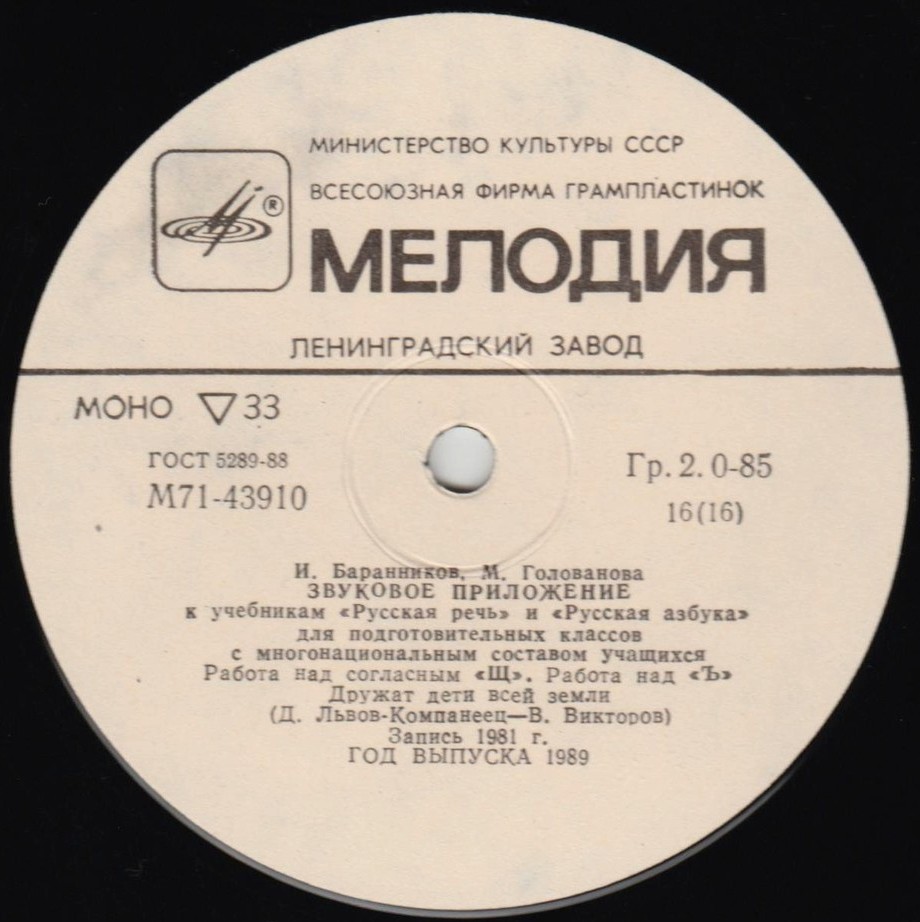 МИНИСТЕРСТВО КУЛЬТУРЫ СССР
ВСЕСОЮЗНАЯ ФИРМА ГРАМПЛАСТИНОК
®
МЕЛОДИЯ
ЛЕНИНГРАДСКИЙ ЗАВОД
МОНО ▽ 33
ГОСТ 5289-88
М71-43910
Гр. 2. 0-85
16(16)
И. Баранников, М. Голованова
ЗВУКОВОЕ ПРИЛОЖЕНИЕ
к учебникам «Русская речь» и «Русская азбука»
для подготовительных классов
с многонациональным составом учащихся
Работа над согласным «Щ». Работа над «Ъ»
Дружат дети всей земли
(Д. Львов-Компанеец—В. Викторов)
Запись 1981 г.
ГОД ВЫПУСКА 1989